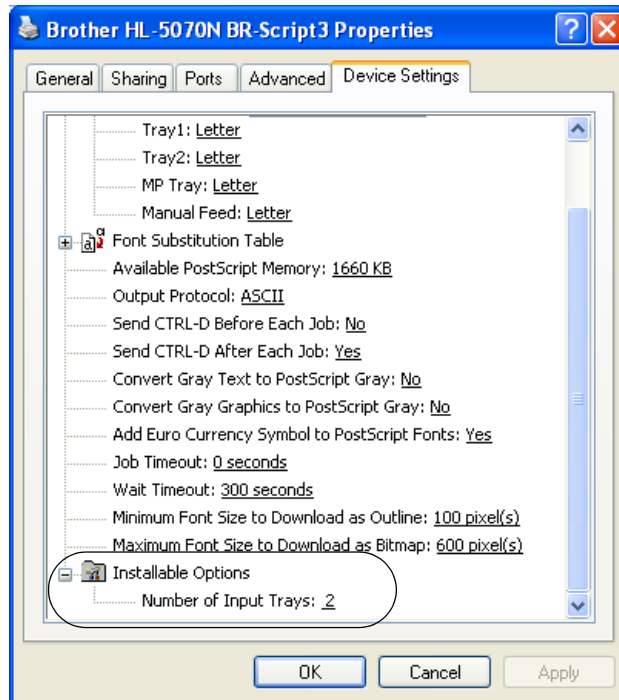 Brother HL-5070N BR-Script3 Properties
General Sharing Ports Advanced Device Settings
Tray1: Letter
Tray2: Letter
MP Tray: Letter
Manual Feed: Letter
Font Substitution Table
Available PostScript Memory: 1660 KB
Output Protocol: ASCII
Send CTRL-D Before Each Job: No
Send CTRL-D After Each Job: Yes
Convert Gray Text to PostScript Gray: No
Convert Gray Graphics to PostScript Gray: No
Add Euro Currency Symbol to PostScript Fonts: Yes
Job Timeout: 0 seconds
Wait Timeout: 300 seconds
Minimum Font Size to Download as Outline: 100 pixel(s)
Maximum Font Size to Download as Bitmap: 600 pixel(s)
Installable Options
Number of Input Trays: 2
OK Cancel Apply